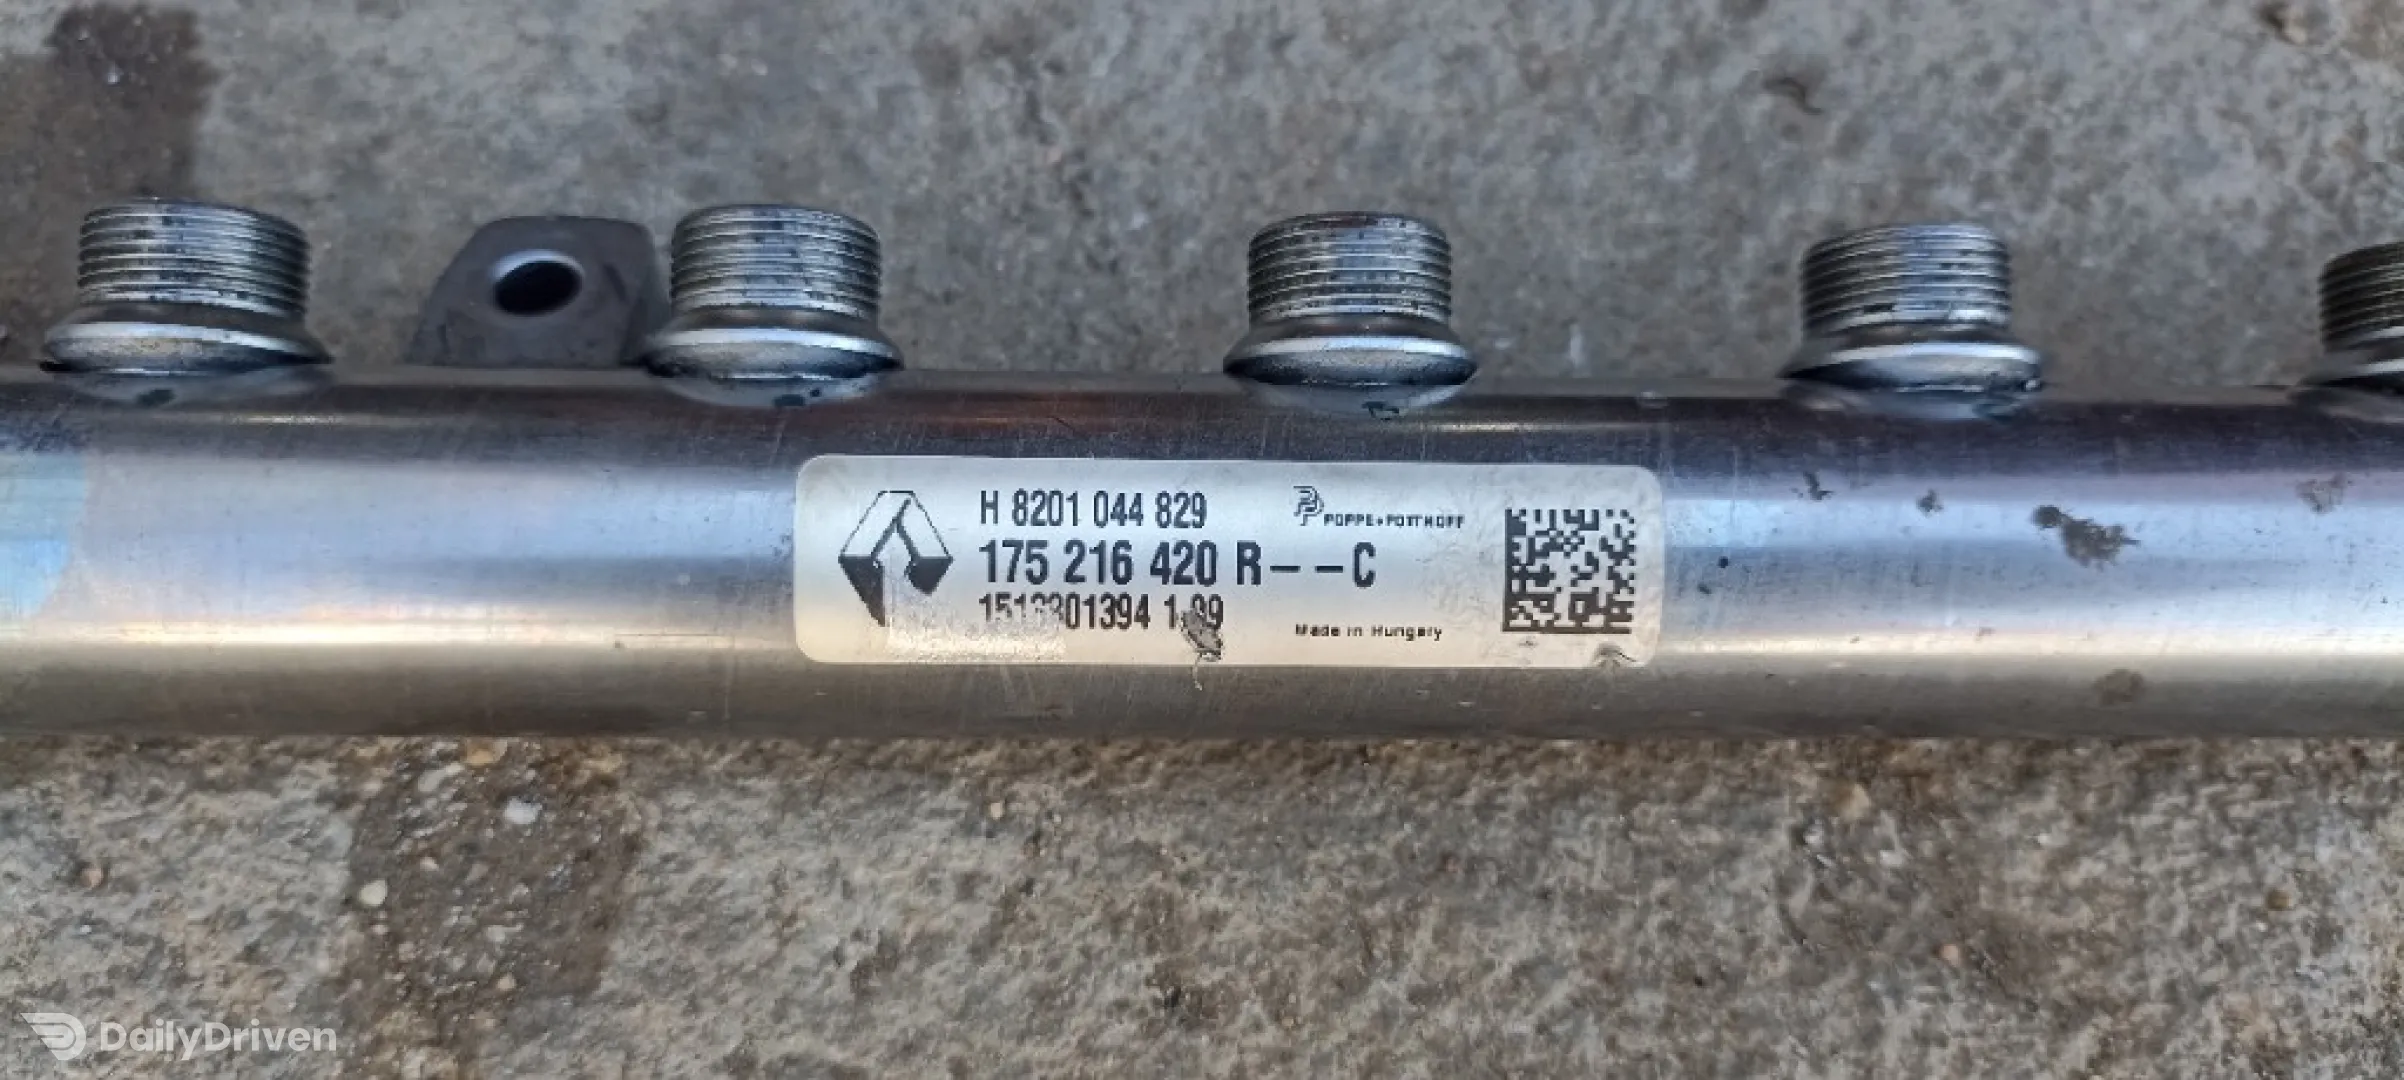 H 8201 044 829
POPPE+POTTHOFF
175 216 420 R--C
Made in Hungary
DailyDriven